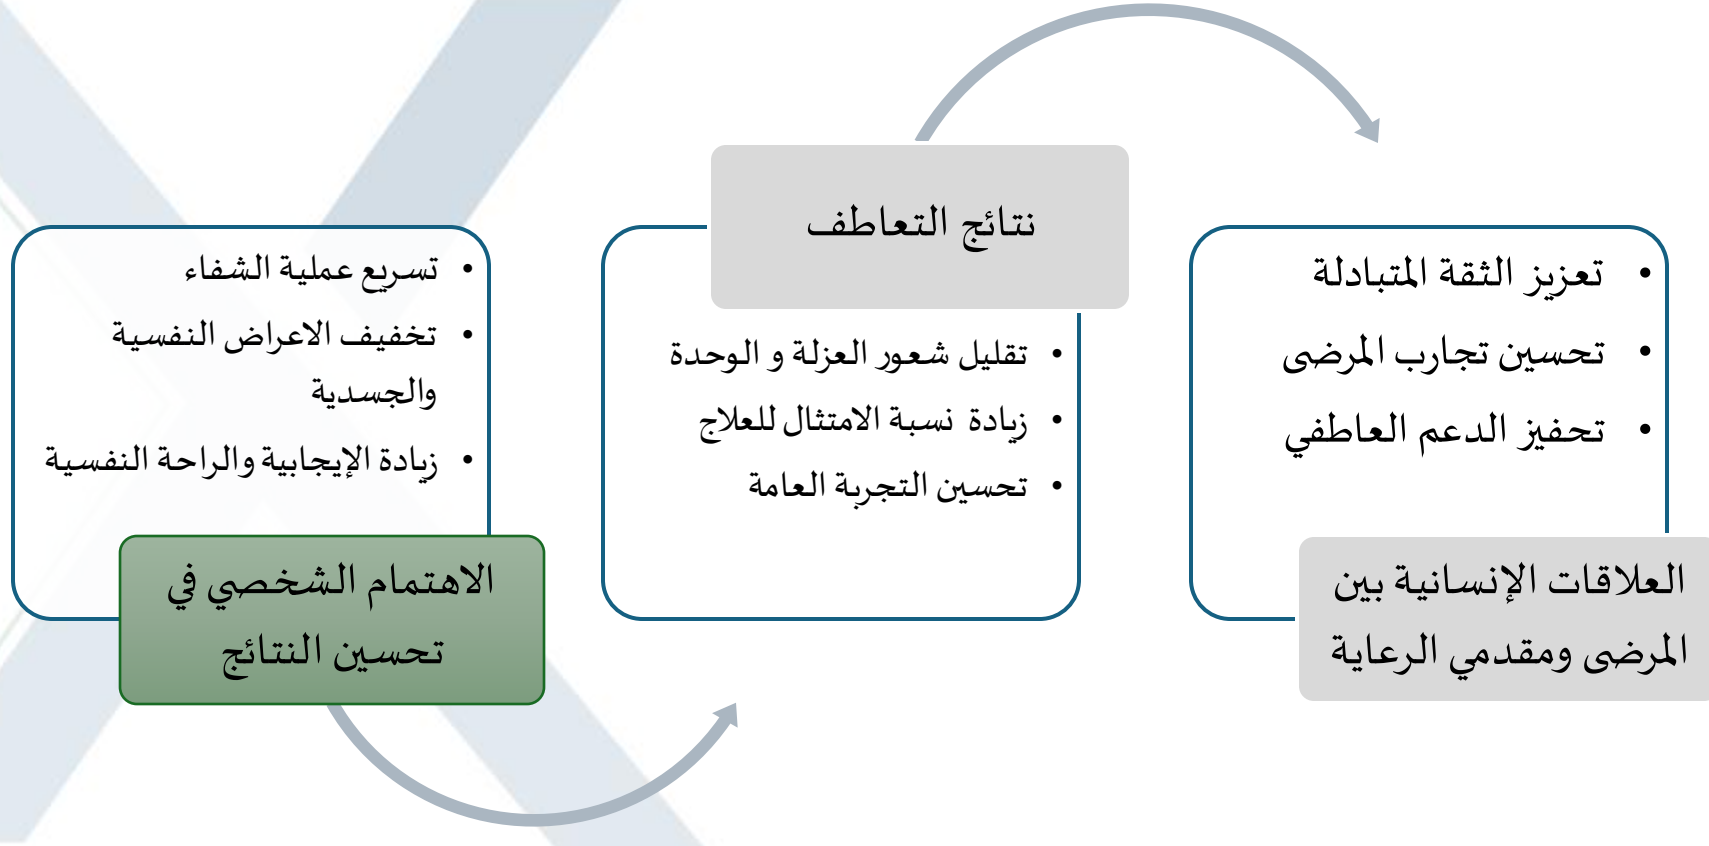 تعزيز الثقة المتبادلة
تحسين تجارب المرضى
تحفيز الدعم العاطفي
العلاقات الإنسانية بين
المرضى ومقدمي الرعاية
نتائج التعاطف
تقليل شعور العزلة و الوحدة
زيادة نسبة الامتثال للعلاج
تحسين التجربة العامة
تسريع عملية الشفاء
تخفيف الاعراض النفسية
والجسدية
زيادة الإيجابية والراحة النفسية
الاهتمام الشخصي في
تحسين النتائج